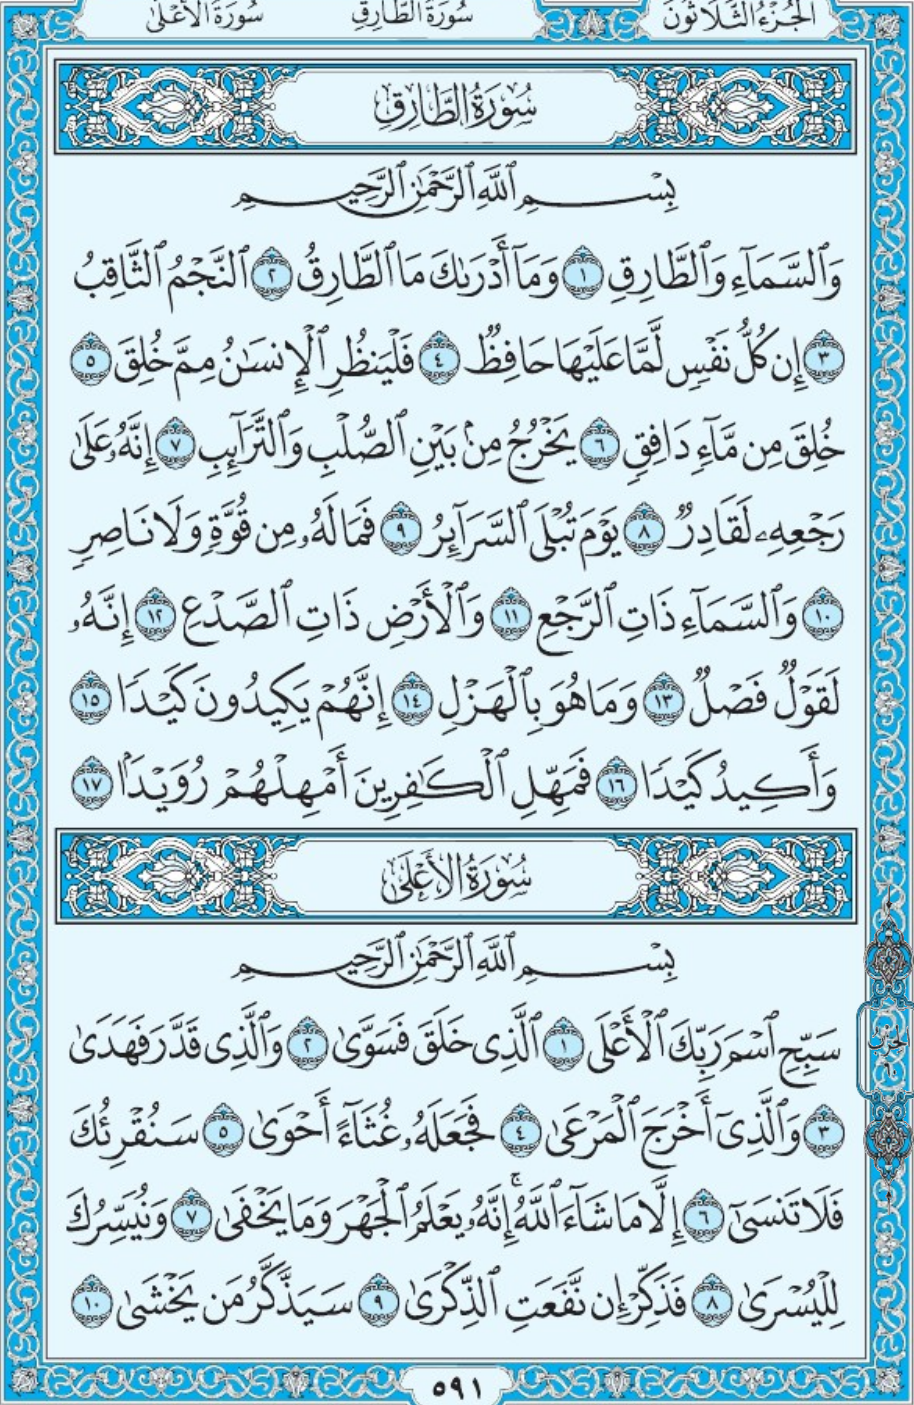 الجُزْءُ الثَّلَاثُونَ سُورَةُ الطَّارِقِ سُورَةُ الأَعْلَىٰ
سُورَةُ الطَّارِقِ
بِسْمِ ٱللَّهِ ٱلرَّحْمَٰنِ ٱلرَّحِيمِ
وَٱلسَّمَآءِ وَٱلطَّارِقِ ١ وَمَآ أَدْرَىٰكَ مَا ٱلطَّارِقُ ٢ ٱلنَّجْمُ ٱلثَّاقِبُ
٣ إِن كُلُّ نَفْسٍ لَّمَّا عَلَيْهَا حَافِظٌ ٤ فَلْيَنظُرِ ٱلْإِنسَٰنُ مِمَّ خُلِقَ ٥
خُلِقَ مِن مَّآءٍ دَافِقٍ ٦ يَخْرُجُ مِنۢ بَيْنِ ٱلصُّلْبِ وَٱلتَّرَآئِبِ ٧ إِنَّهُۥ عَلَىٰ
رَجْعِهِۦ لَقَادِرٌ ٨ يَوْمَ تُبْلَى ٱلسَّرَآئِرُ ٩ فَمَا لَهُۥ مِن قُوَّةٍ وَلَا نَاصِرٍ
١٠ وَٱلسَّمَآءِ ذَاتِ ٱلرَّجْعِ ١١ وَٱلْأَرْضِ ذَاتِ ٱلصَّدْعِ ١٢ إِنَّهُۥ
لَقَوْلٌ فَصْلٌ ١٣ وَمَا هُوَ بِٱلْهَزْلِ ١٤ إِنَّهُمْ يَكِيدُونَ كَيْدًا ١٥
وَأَكِيدُ كَيْدًا ١٦ فَمَهِّلِ ٱلْكَٰفِرِينَ أَمْهِلْهُمْ رُوَيْدًۢا ١٧
سُورَةُ الأَعْلَىٰ
بِسْمِ ٱللَّهِ ٱلرَّحْمَٰنِ ٱلرَّحِيمِ
سَبِّحِ ٱسْمَ رَبِّكَ ٱلْأَعْلَى ١ ٱلَّذِى خَلَقَ فَسَوَّىٰ ٢ وَٱلَّذِى قَدَّرَ فَهَدَىٰ
٣ وَٱلَّذِىٓ أَخْرَجَ ٱلْمَرْعَىٰ ٤ فَجَعَلَهُۥ غُثَآءً أَحْوَىٰ ٥ سَنُقْرِئُكَ
فَلَا تَنسَىٰٓ ٦ إِلَّا مَا شَآءَ ٱللَّهُ ۚ إِنَّهُۥ يَعْلَمُ ٱلْجَهْرَ وَمَا يَخْفَىٰ ٧ وَنُيَسِّرُكَ
لِلْيُسْرَىٰ ٨ فَذَكِّرْ إِن نَّفَعَتِ ٱلذِّكْرَىٰ ٩ سَيَذَّكَّرُ مَن يَخْشَىٰ ١٠
الحزب
٦٠
٥٩١